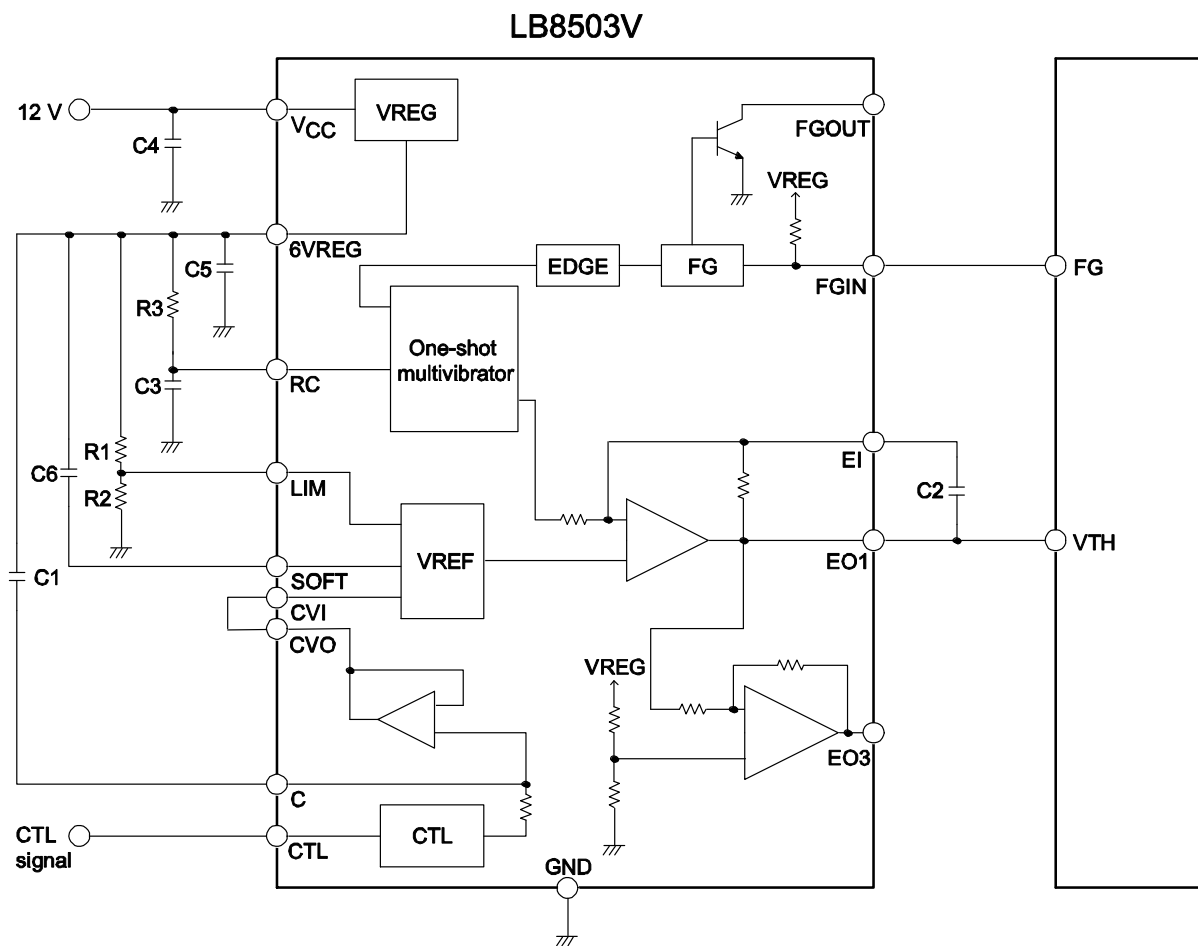 LB8503V
12 V
VCC
VREG
FGOUT
C4
VREG
6VREG
C5
EDGE
FG
FGIN
FG
R3
One-shot
multivibrator
RC
C3
R1
EI
C6
LIM
R2
C2
VREF
EO1
VTH
C1
SOFT
CVI
CVO
VREG
EO3
C
CTL
signal
CTL
CTL
GND